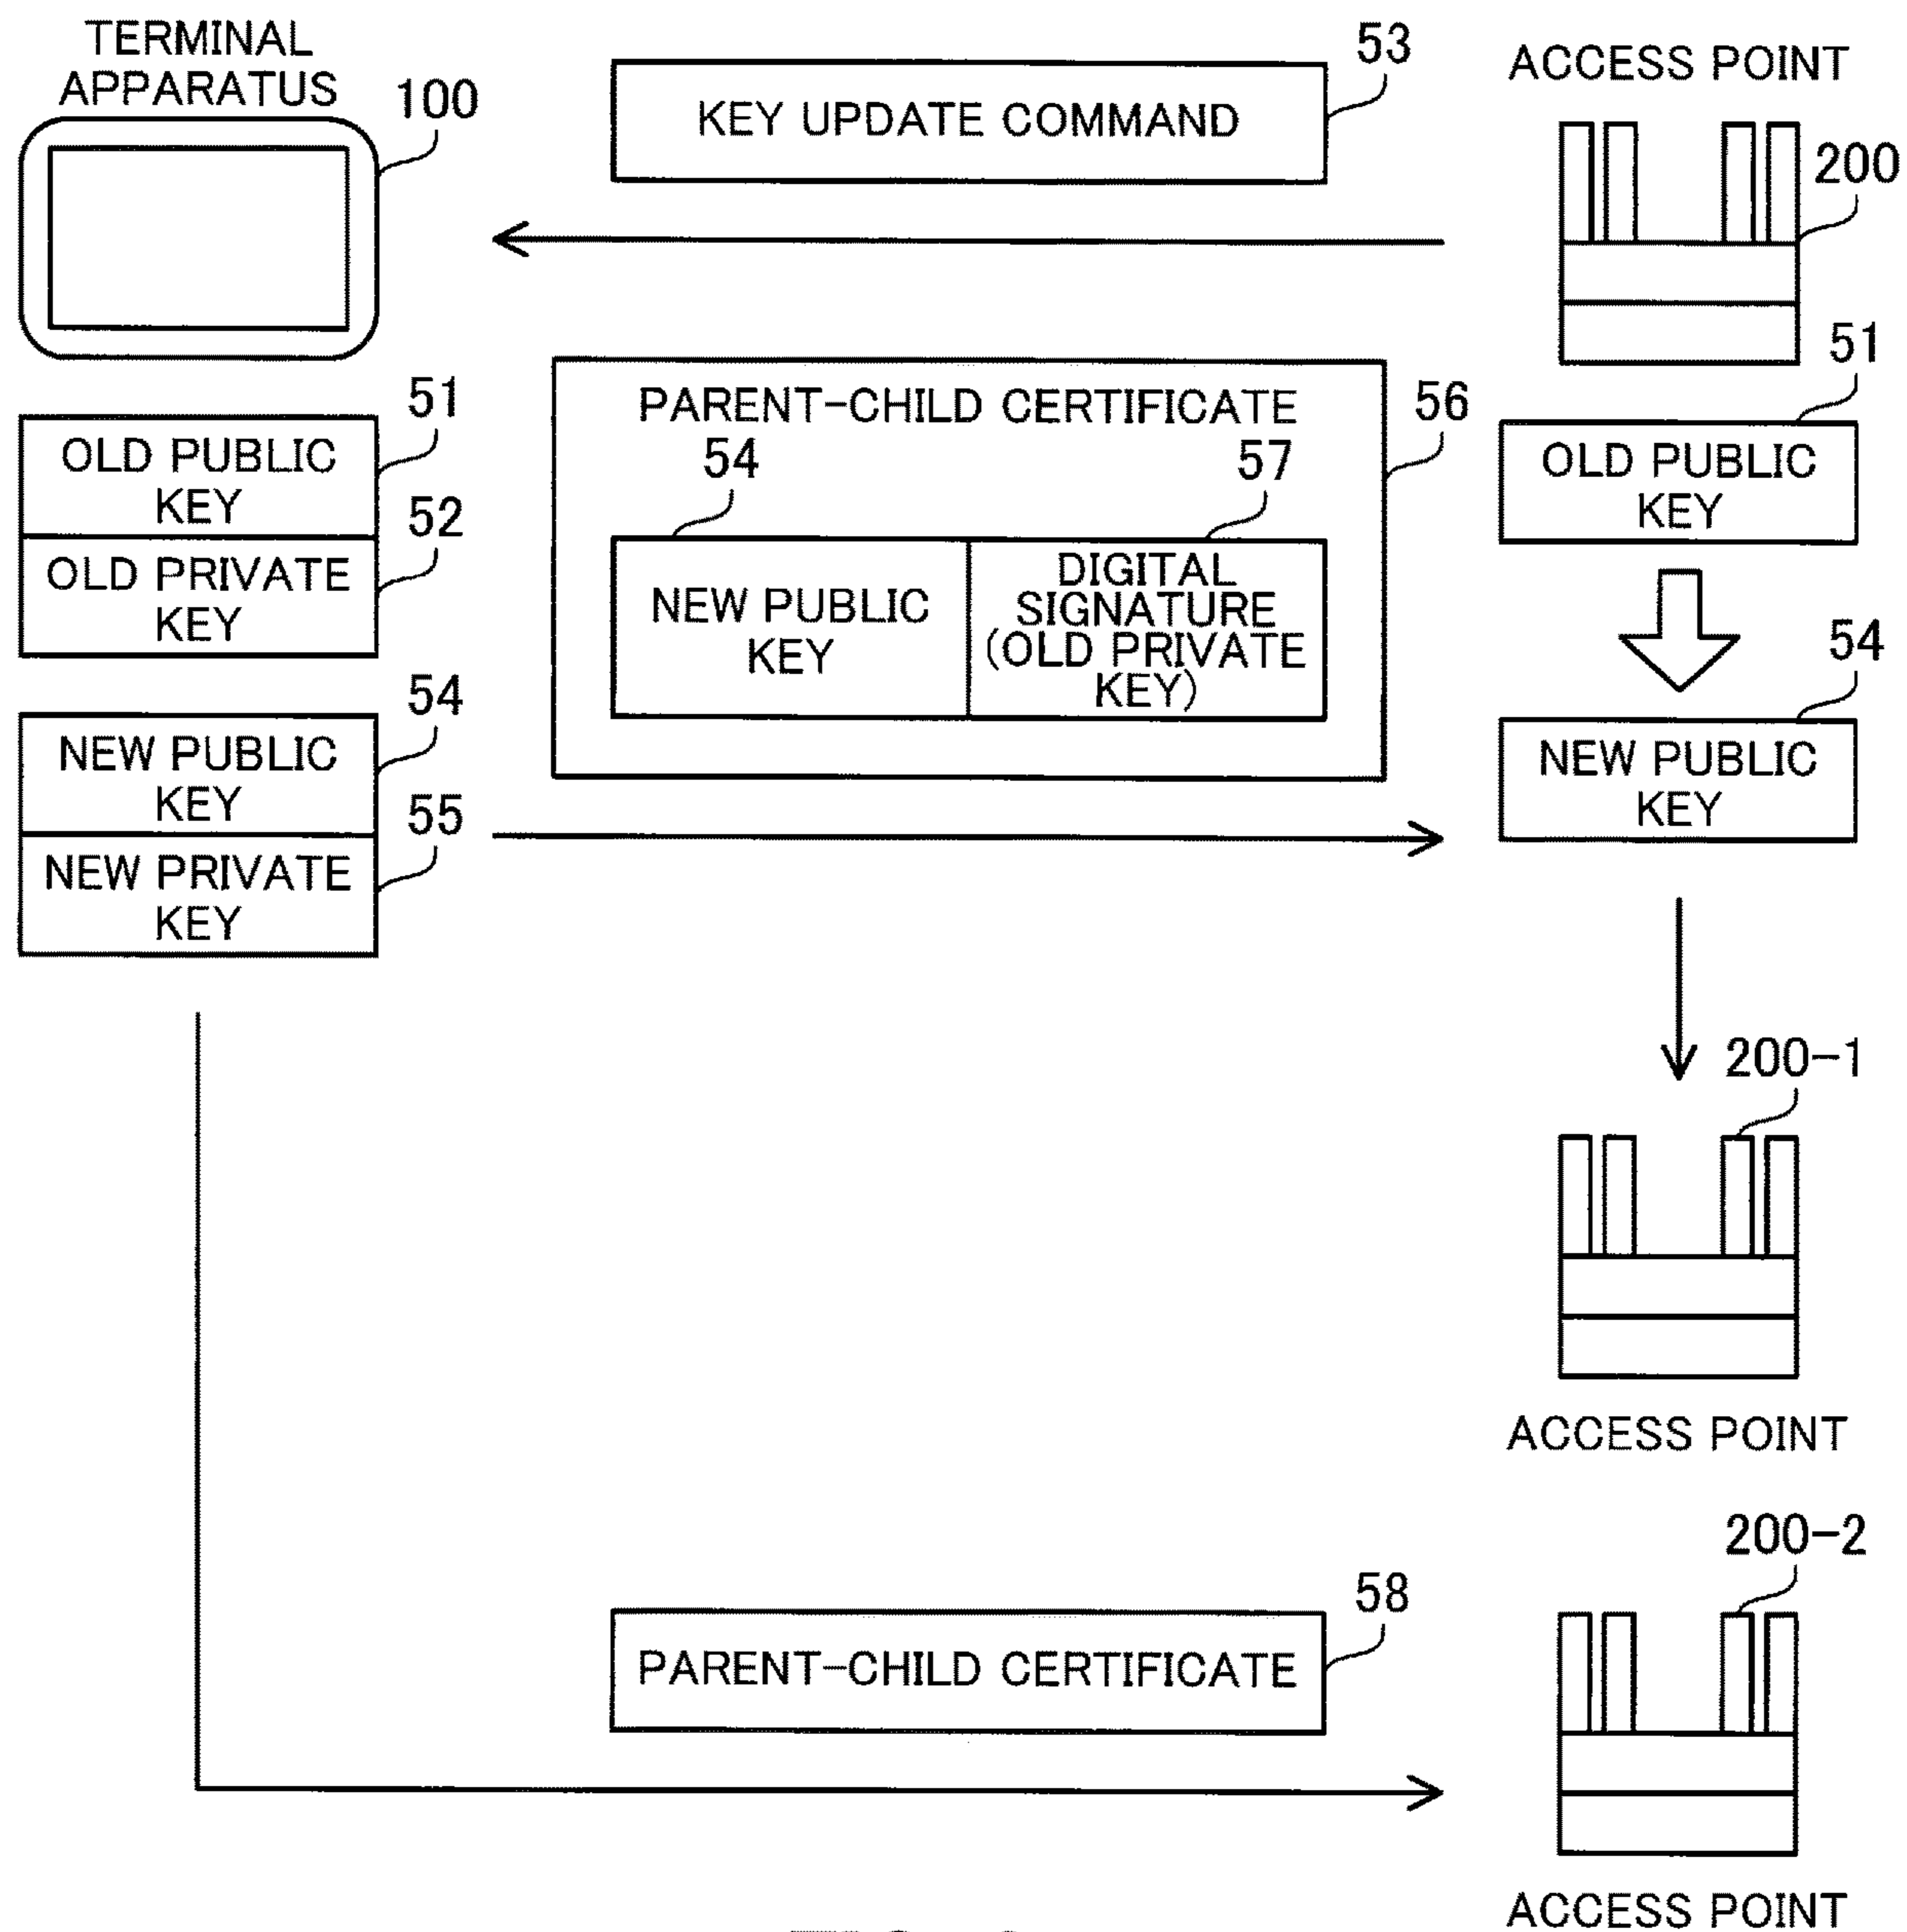 TERMINAL
APPARATUS
100
53
KEY UPDATE COMMAND
ACCESS POINT
200
51
OLD PUBLIC
KEY
52
OLD PRIVATE
KEY
54
NEW PUBLIC
KEY
55
NEW PRIVATE
KEY
PARENT-CHILD CERTIFICATE
56
54
57
NEW PUBLIC
KEY
DIGITAL
SIGNATURE
(OLD PRIVATE
KEY)
51
OLD PUBLIC
KEY
54
NEW PUBLIC
KEY
200-1
ACCESS POINT
200-2
58
PARENT-CHILD CERTIFICATE
ACCESS POINT